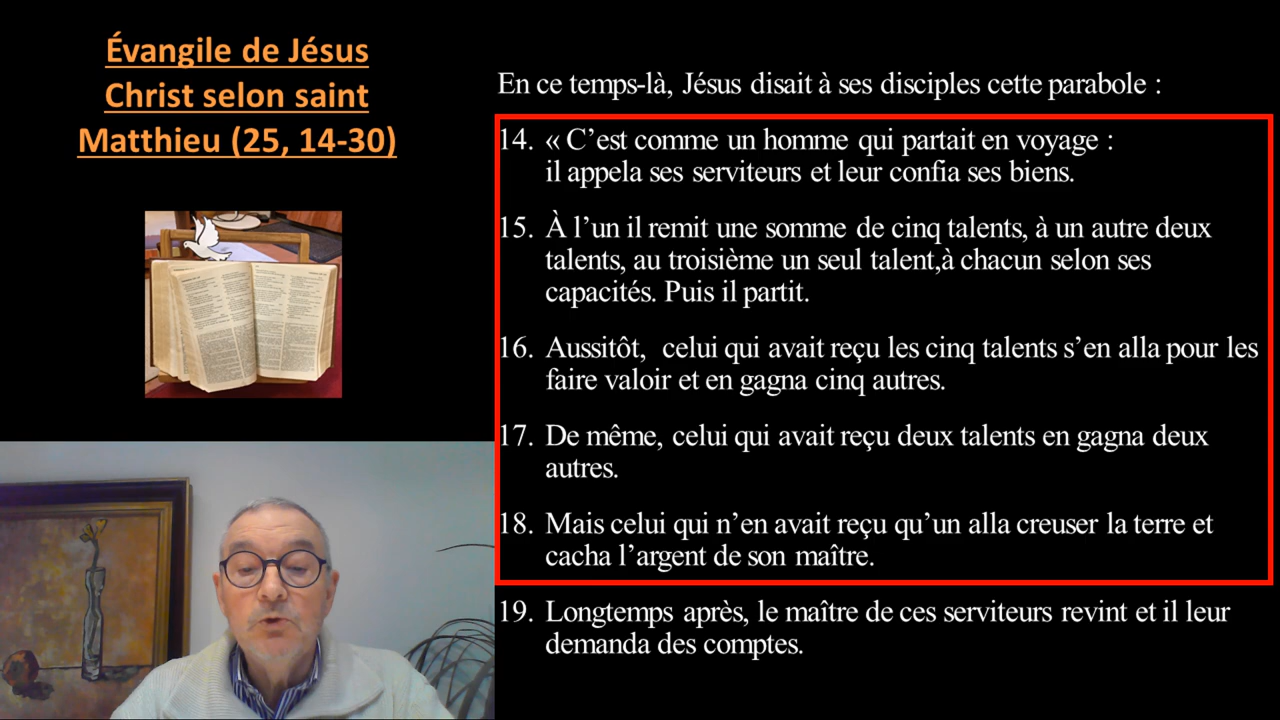 Évangile de Jésus
Christ selon saint
Matthieu (25, 14-30)
En ce temps-là, Jésus disait à ses disciples cette parabole :
14. « C’est comme un homme qui partait en voyage :
il appela ses serviteurs et leur confia ses biens.
15. À l’un il remit une somme de cinq talents, à un autre deux
talents, au troisième un seul talent,à chacun selon ses
capacités. Puis il partit.
16. Aussitôt, celui qui avait reçu les cinq talents s’en alla pour les
faire valoir et en gagna cinq autres.
17. De même, celui qui avait reçu deux talents en gagna deux
autres.
18. Mais celui qui n’en avait reçu qu’un alla creuser la terre et
cacha l’argent de son maître.
19. Longtemps après, le maître de ces serviteurs revint et il leur
demanda des comptes.